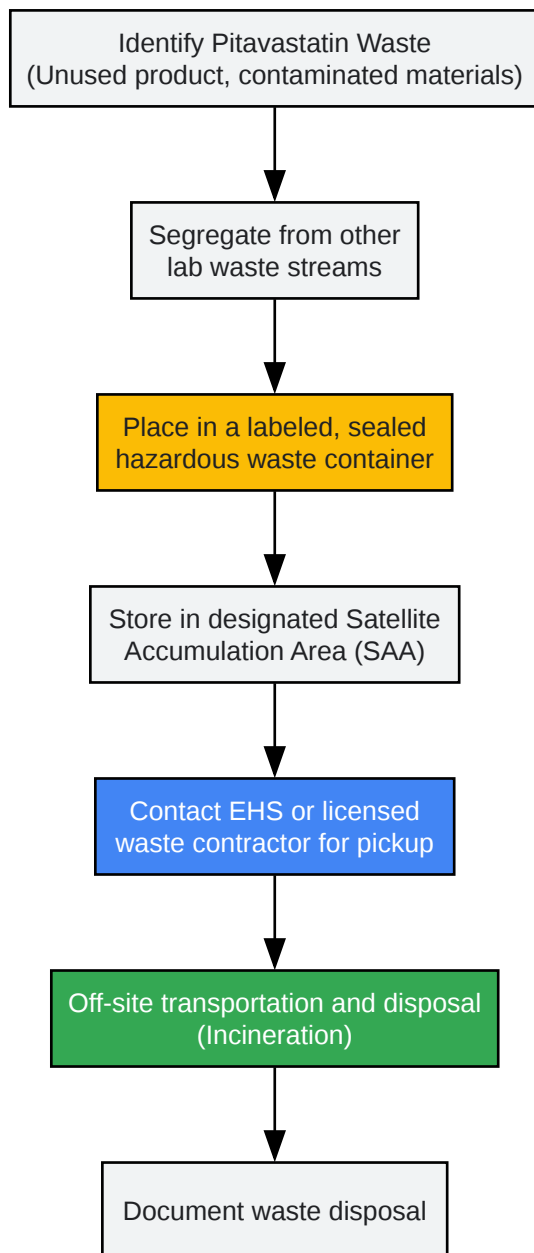 Identify Pitavastatin Waste
(Unused product, contaminated materials)
Segregate from other
lab waste streams
Place in a labeled, sealed
hazardous waste container
Store in designated Satellite
Accumulation Area (SAA)
Contact EHS or licensed
waste contractor for pickup
Off-site transportation and disposal
(Incineration)
Document waste disposal